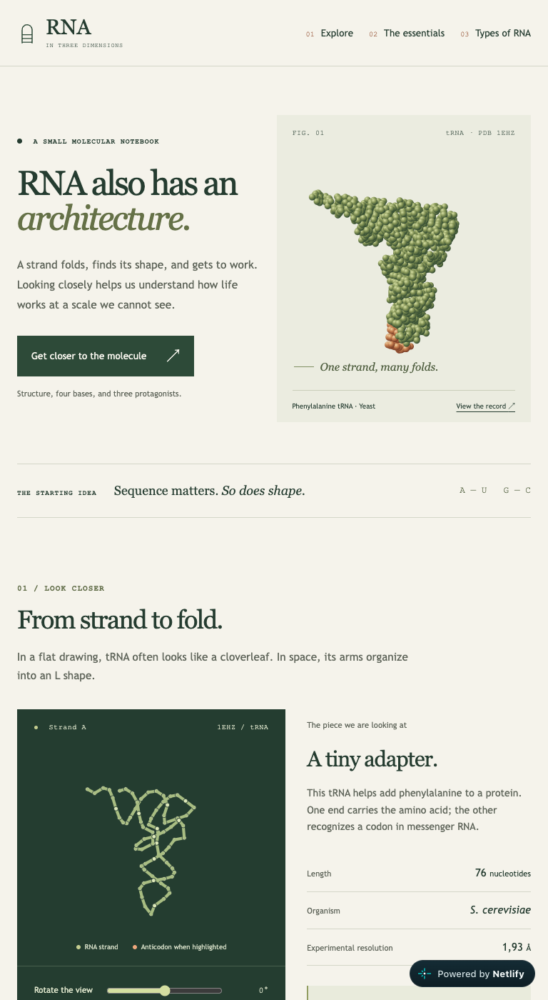 RNA
IN THREE DIMENSIONS
01 Explore
02 The essentials
03 Types of RNA
A SMALL MOLECULAR NOTEBOOK
RNA also has an
architecture.
A strand folds, finds its shape, and gets to work.
Looking closely helps us understand how life
works at a scale we cannot see.
Get closer to the molecule
Structure, four bases, and three protagonists.
FIG. 01
tRNA · PDB 1EHZ
One strand, many folds.
Phenylalanine tRNA · Yeast
View the record ↗
THE STARTING IDEA
Sequence matters. So does shape.
A — U G — C
01 / LOOK CLOSER
From strand to fold.
In a flat drawing, tRNA often looks like a cloverleaf. In space, its arms organize
into an L shape.
Strand A
1EHZ / tRNA
RNA strand
Anticodon when highlighted
Rotate the view
0°
The piece we are looking at
A tiny adapter.
This tRNA helps add phenylalanine to a protein.
One end carries the amino acid; the other
recognizes a codon in messenger RNA.
Length 76 nucleotides
Organism S. cerevisiae
Experimental resolution 1,93 Å
Powered by Netlify